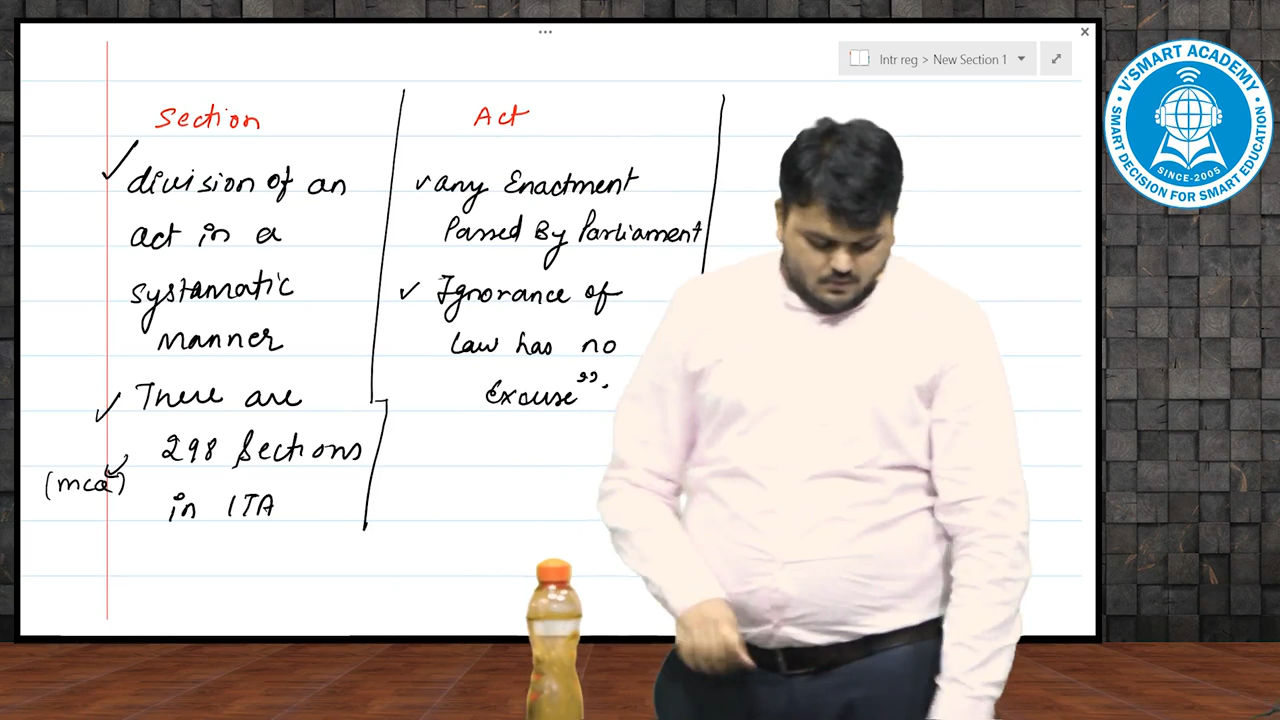 Intr reg > New Section 1
Section
division of an
act in a
systamatic
manner
There are
298 Sections
(mcq)
in ITA
Act
any Enactment
Passed By Parliament
Ignorance of
law has no
Excuse”.
V'SMART ACADEMY
SINCE-2005
SMART DECISION FOR SMART EDUCATION